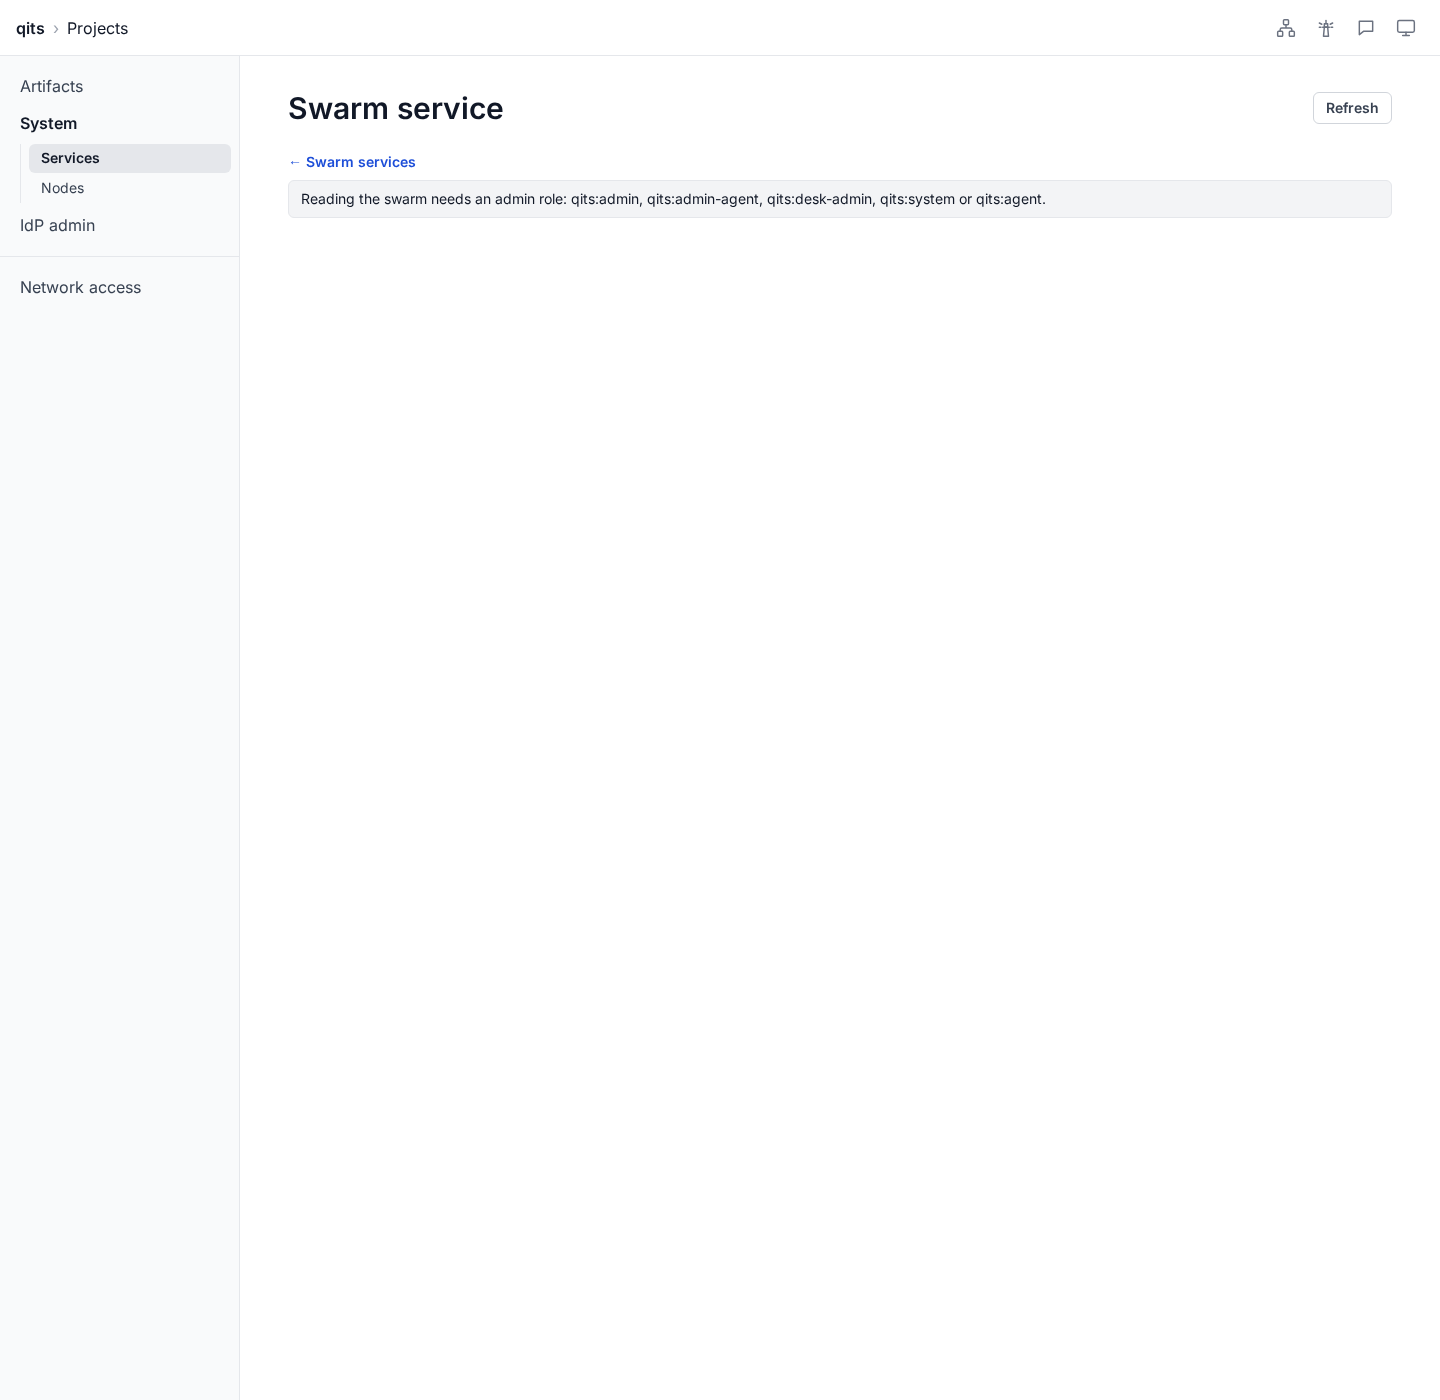 qits › Projects
Artifacts
System
Services
Nodes
IdP admin
Network access
Swarm service
Refresh
← Swarm services
Reading the swarm needs an admin role: qits:admin, qits:admin-agent, qits:desk-admin, qits:system or qits:agent.